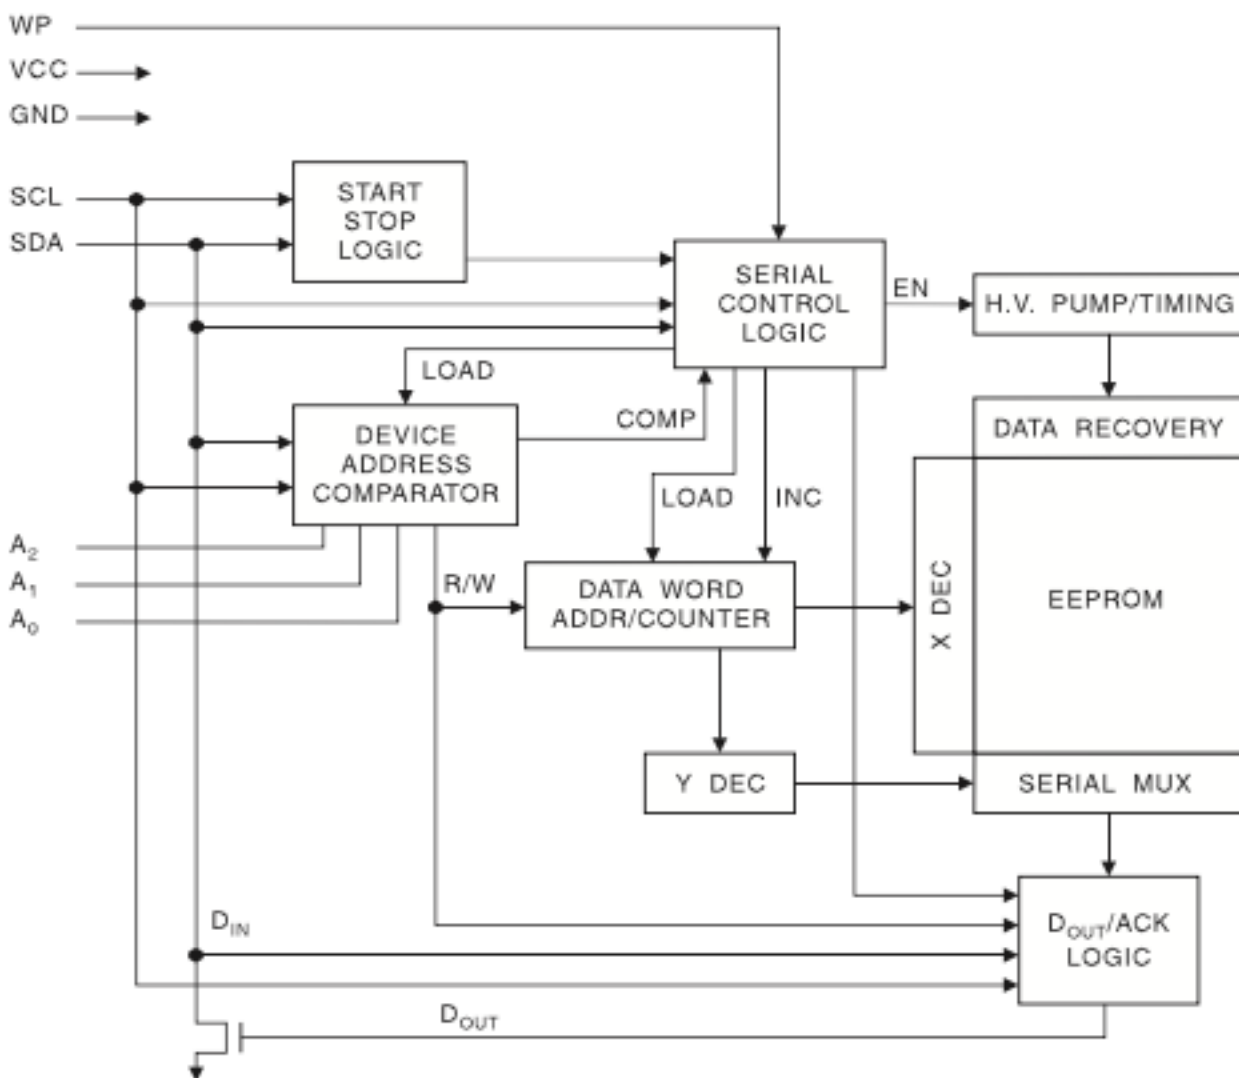 WP
VCC
GND
SCL
SDA
START
STOP
LOGIC
SERIAL
CONTROL
LOGIC
EN
H.V. PUMP/TIMING
LOAD
COMP
DATA RECOVERY
DEVICE
ADDRESS
COMPARATOR
LOAD
INC
A2
A1
A0
R/W
DATA WORD
ADDR/COUNTER
X DEC
EEPROM
Y DEC
SERIAL MUX
DIN
DOUT/ACK
LOGIC
DOUT